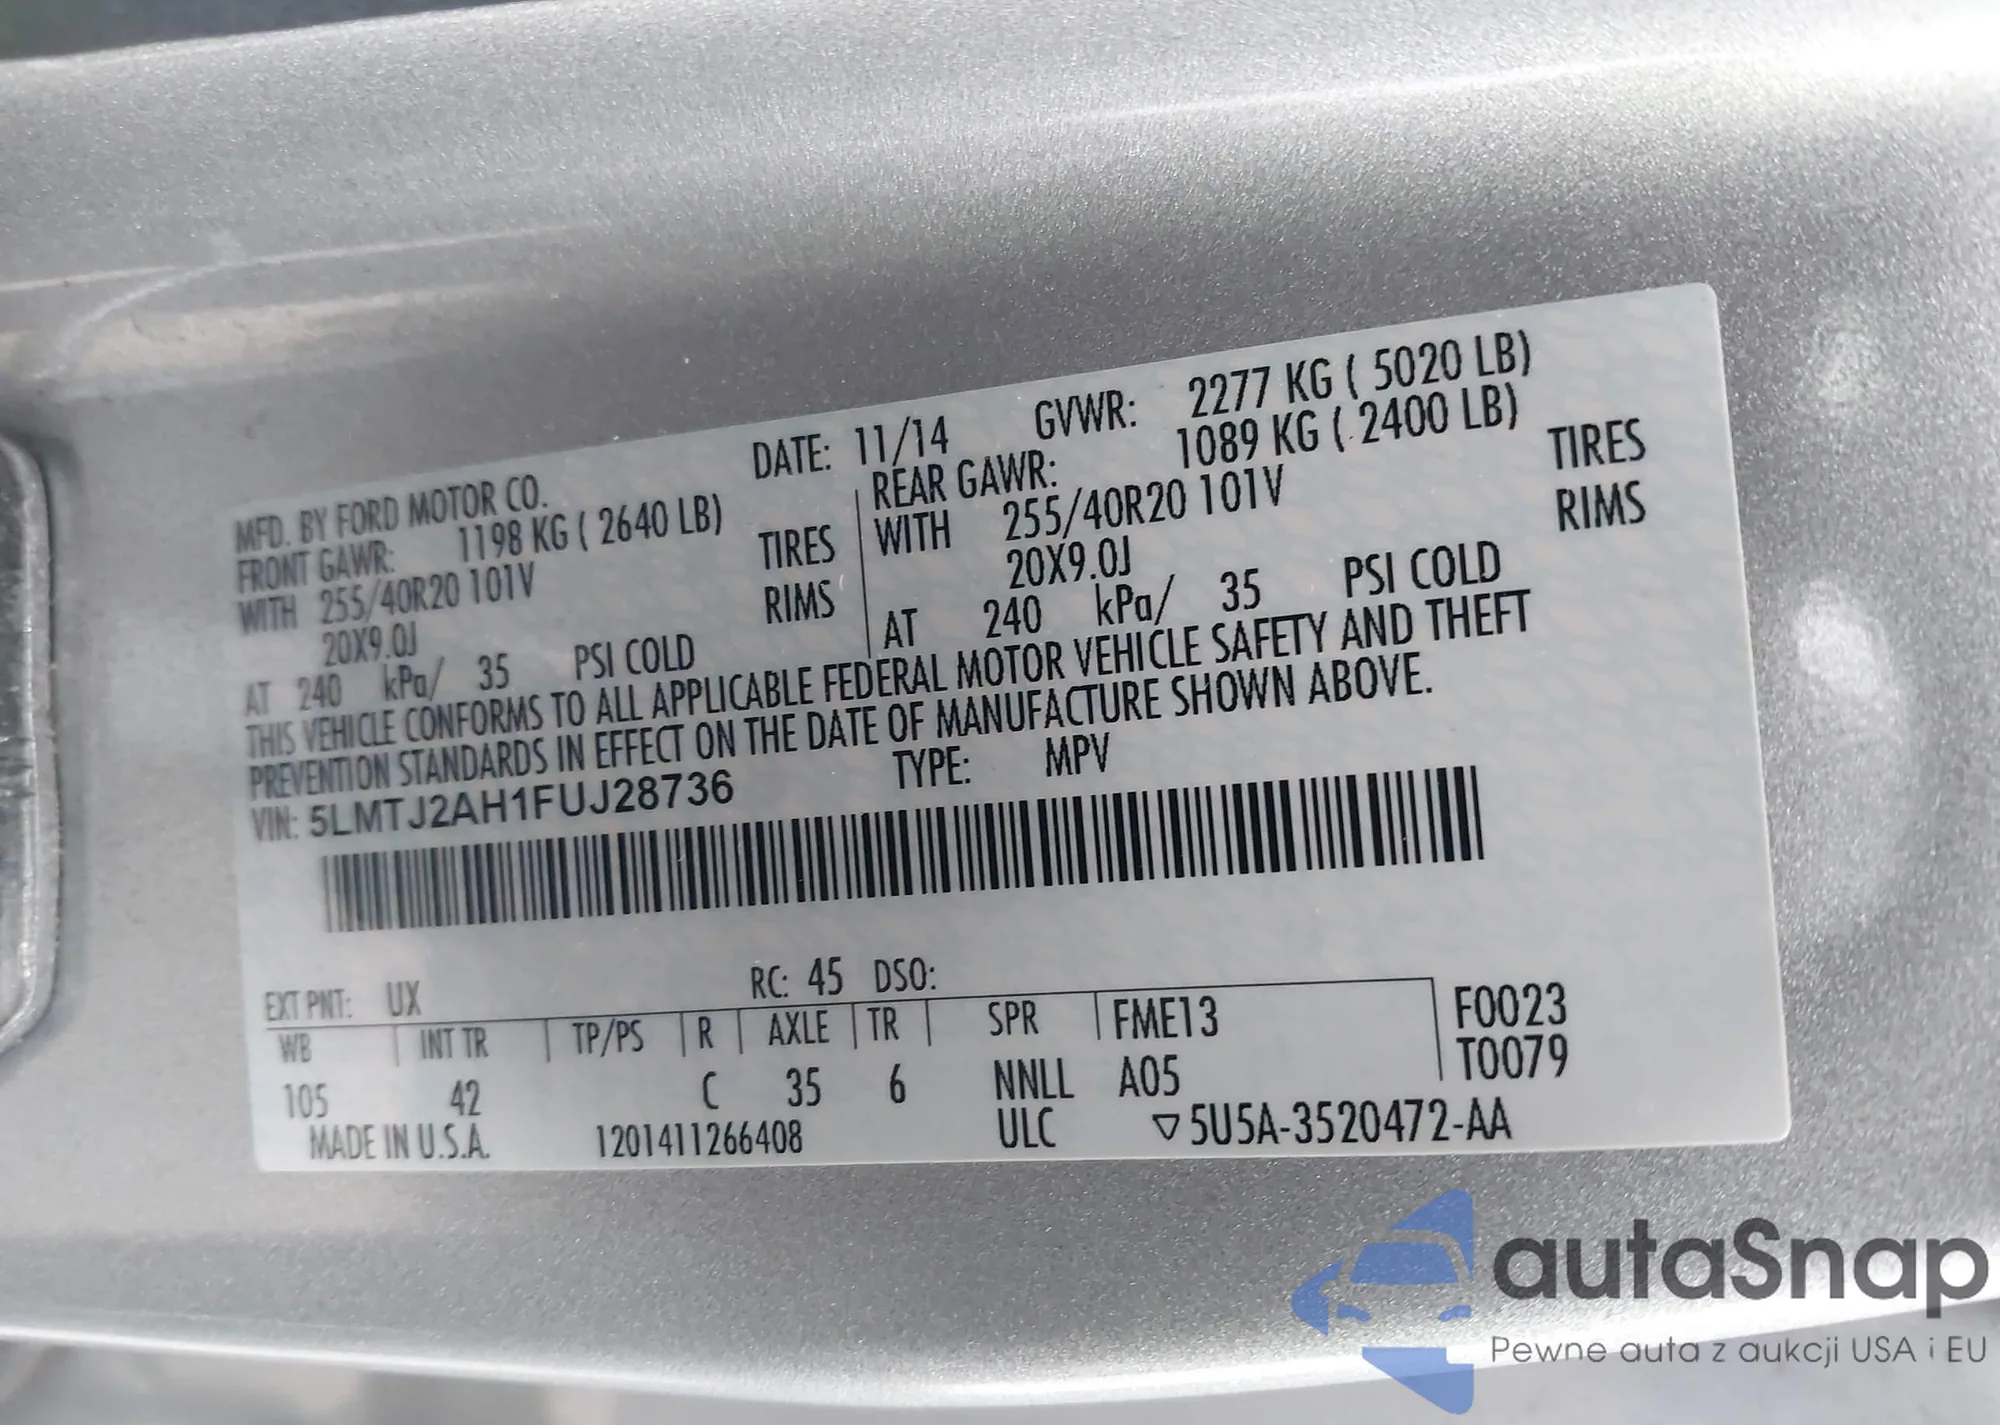 MFD. BY FORD MOTOR CO. DATE: 11/14 GVWR: 2277 KG ( 5020 LB)
FRONT GAWR: 1198 KG ( 2640 LB) REAR GAWR: 1089 KG ( 2400 LB)
WITH 255/40R20 101V TIRES WITH 255/40R20 101V TIRES
20X9.0J RIMS 20X9.0J RIMS
AT 240 kPa/ 35 PSI COLD AT 240 kPa/ 35 PSI COLD
THIS VEHICLE CONFORMS TO ALL APPLICABLE FEDERAL MOTOR VEHICLE SAFETY AND THEFT
PREVENTION STANDARDS IN EFFECT ON THE DATE OF MANUFACTURE SHOWN ABOVE.
VIN: 5LMTJ2AH1FUJ28736 TYPE: MPV
EXT PNT: UX RC: 45 DSO:
WB INT TR TP/PS R AXLE TR SPR FME13 F0023
105 42 C 35 6 NNLL A05 T0079
MADE IN U.S.A. 1201411266408 ULC ▽5U5A-3520472-AA
autaSnap
Pewne auta z aukcji USA i EU